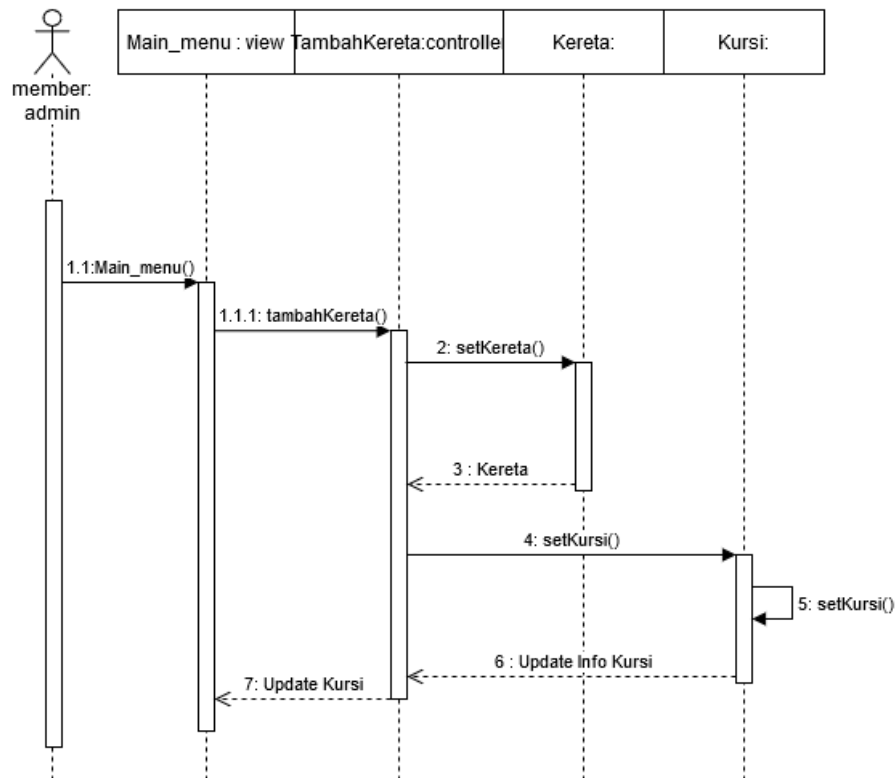 member:
admin
Main_menu : view
TambahKereta:controlle
Kereta:
Kursi:
1.1:Main_menu()
1.1.1: tambahKereta()
2: setKereta()
3 : Kereta
4: setKursi()
5: setKursi()
6 : Update Info Kursi
7: Update Kursi